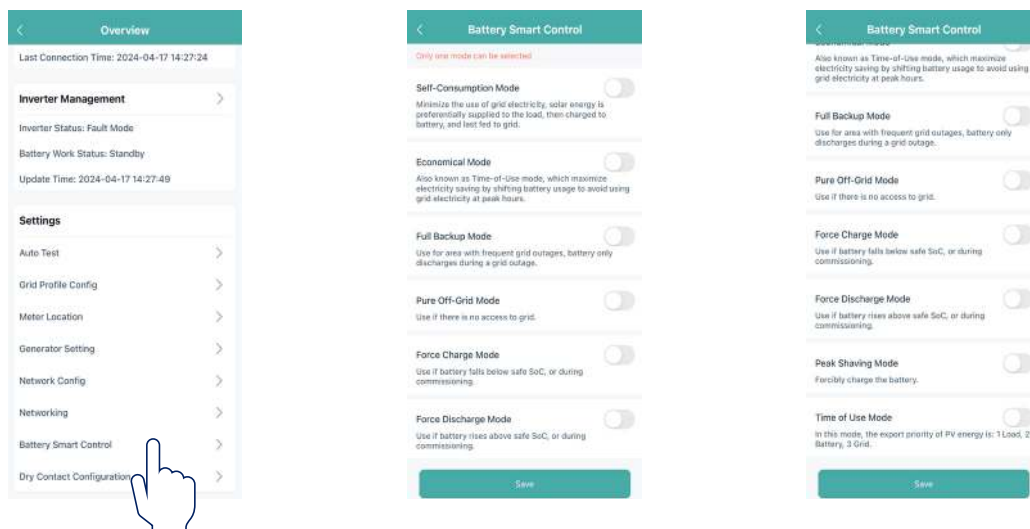 Overview
Last Connection Time: 2024-04-17 14:27:24
Inverter Management
Inverter Status: Fault Mode
Battery Work Status: Standby
Update Time: 2024-04-17 14:27:49
Settings
Auto Test
Grid Profile Config
Meter Location
Generator Setting
Network Config
Networking
Battery Smart Control
Dry Contact Configuration
Battery Smart Control
Only one mode can be selected
Self-Consumption Mode
Minimize the use of grid electricity, solar energy is
preferentially supplied to the load, then charged to
battery, and last fed to grid.
Economical Mode
Also known as Time-of-Use mode, which maximize
electricity saving by shifting battery usage to avoid using
grid electricity at peak hours.
Full Backup Mode
Use for area with frequent grid outages, battery only
discharges during a grid outage.
Pure Off-Grid Mode
Use if there is no access to grid.
Force Charge Mode
Use if battery falls below safe SoC, or during
commissioning.
Force Discharge Mode
Use if battery rises above safe SoC, or during
commissioning.
Save
Battery Smart Control
Also known as Time-of-Use mode, which maximize
electricity saving by shifting battery usage to avoid using
grid electricity at peak hours.
Full Backup Mode
Use for area with frequent grid outages, battery only
discharges during a grid outage.
Pure Off-Grid Mode
Use if there is no access to grid.
Force Charge Mode
Use if battery falls below safe SoC, or during
commissioning.
Force Discharge Mode
Use if battery rises above safe SoC, or during
commissioning.
Peak Shaving Mode
Forcibly charge the battery.
Time of Use Mode
In this mode, the export priority of PV energy is: 1 Load, 2
Battery, 3 Grid.
Save